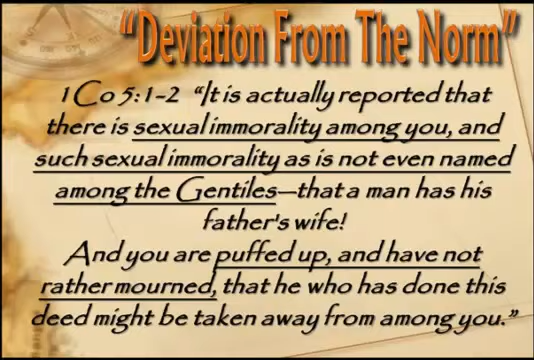 “Deviation From The Norm”
1 Co 5:1-2 “It is actually reported that
there is sexual immorality among you, and
such sexual immorality as is not even named
among the Gentiles—that a man has his
father's wife!
And you are puffed up, and have not
rather mourned, that he who has done this
deed might be taken away from among you.”